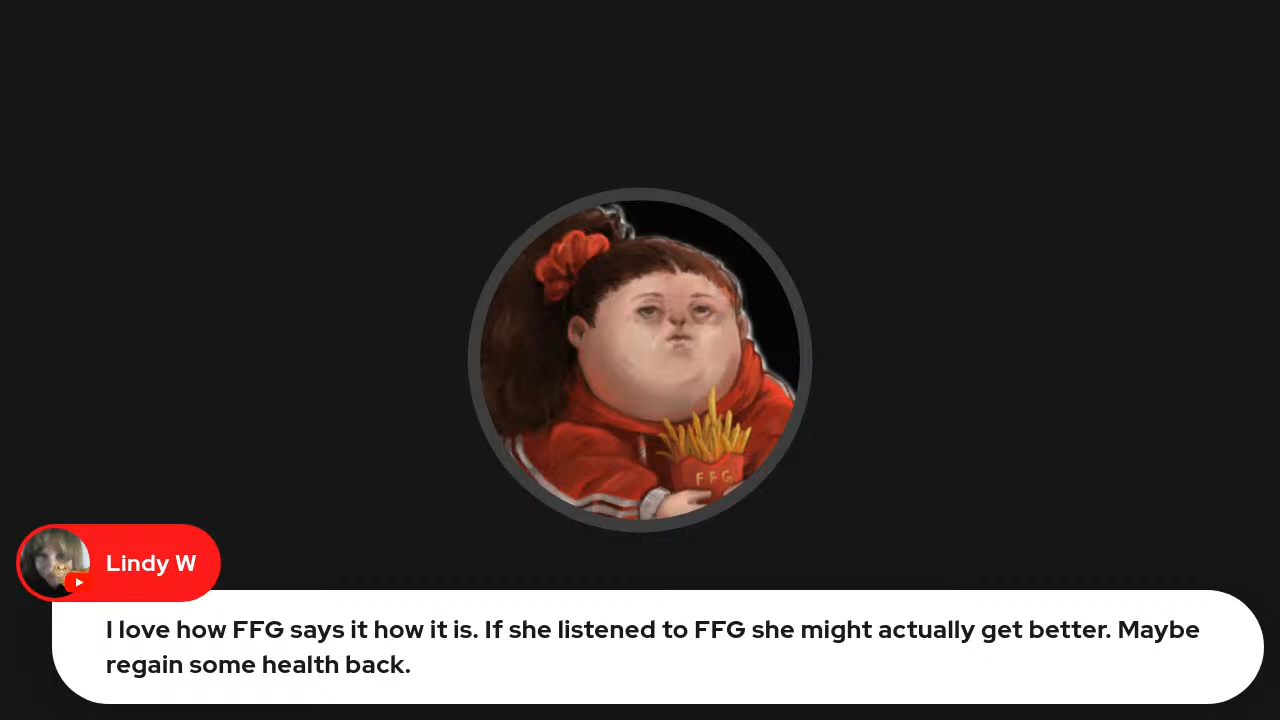 FFG
Lindy W
I love how FFG says it how it is. If she listened to FFG she might actually get better. Maybe
regain some health back.